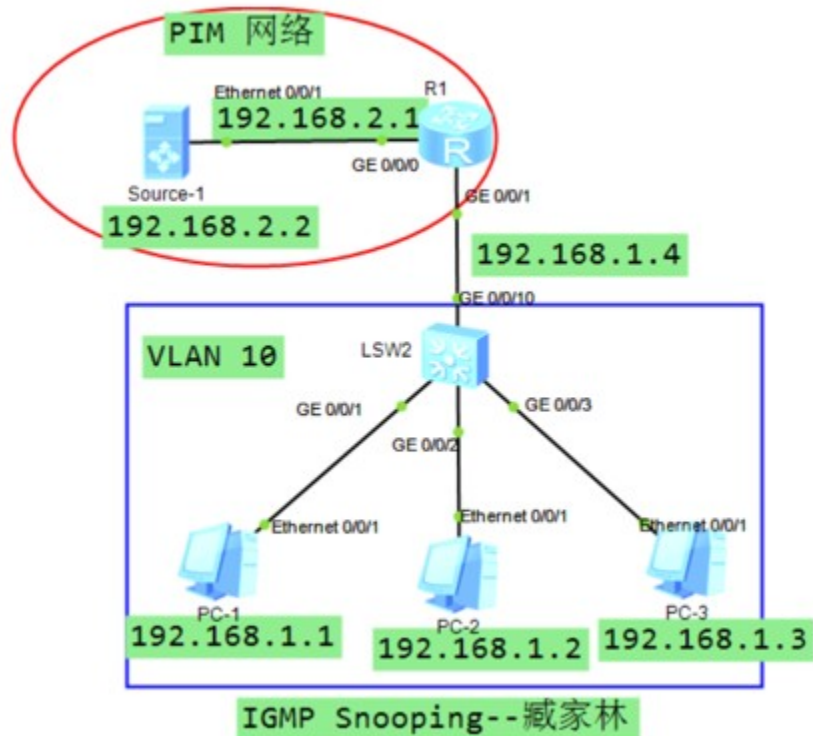 PIM 网络
Ethernet 0/0/1
R1
192.168.2.1
R
GE 0/0/0
Source-1
GE 0/0/1
192.168.2.2
192.168.1.4
GE 0/0/10
LSW2
VLAN 10
GE 0/0/1
GE 0/0/3
GE 0/0/2
Ethernet 0/0/1
Ethernet 0/0/1
Ethernet 0/0/1
PC-1
PC-2
PC-3
192.168.1.1
192.168.1.2
192.168.1.3
IGMP Snooping--臧家林